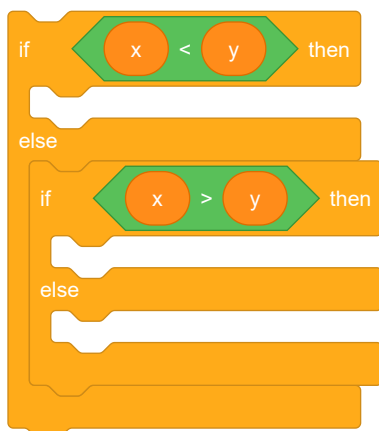 if x < y then
else
if x > y then
else